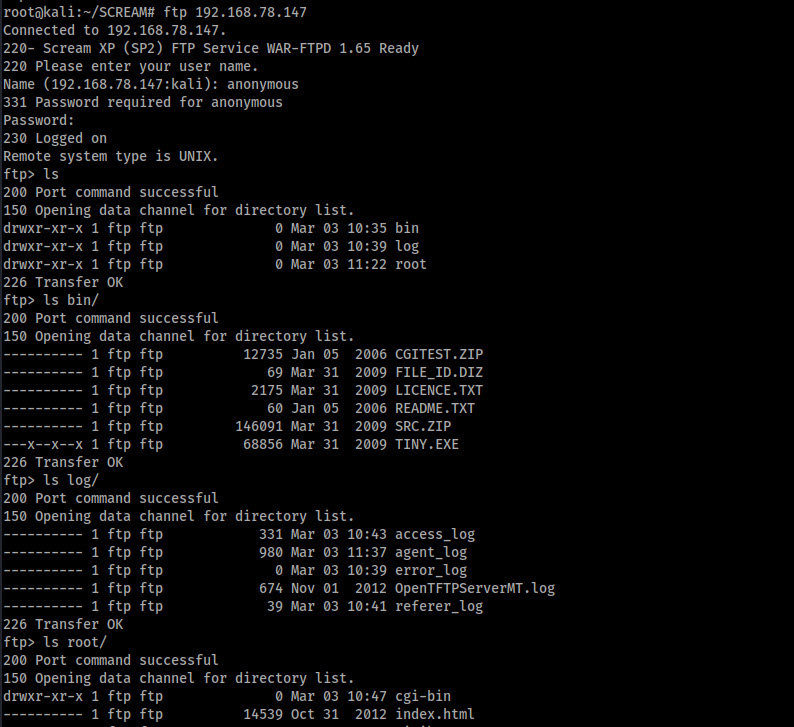 root@kali:~/SCREAM# ftp 192.168.78.147
Connected to 192.168.78.147.
220- Scream XP (SP2) FTP Service WAR-FTPD 1.65 Ready
220 Please enter your user name.
Name (192.168.78.147:kali): anonymous
331 Password required for anonymous
Password:
230 Logged on
Remote system type is UNIX.
ftp> ls
200 Port command successful
150 Opening data channel for directory list.
drwxr-xr-x 1 ftp ftp              0 Mar 03 10:35 bin
drwxr-xr-x 1 ftp ftp              0 Mar 03 10:39 log
drwxr-xr-x 1 ftp ftp              0 Mar 03 11:22 root
226 Transfer OK
ftp> ls bin/
200 Port command successful
150 Opening data channel for directory list.
---------- 1 ftp ftp          12735 Jan 05  2006 CGITEST.ZIP
---------- 1 ftp ftp             69 Mar 31  2009 FILE_ID.DIZ
---------- 1 ftp ftp           2175 Mar 31  2009 LICENCE.TXT
---------- 1 ftp ftp             60 Jan 05  2006 README.TXT
---------- 1 ftp ftp         146091 Mar 31  2009 SRC.ZIP
---x--x--x 1 ftp ftp          68856 Mar 31  2009 TINY.EXE
226 Transfer OK
ftp> ls log/
200 Port command successful
150 Opening data channel for directory list.
---------- 1 ftp ftp            331 Mar 03 10:43 access_log
---------- 1 ftp ftp            980 Mar 03 11:37 agent_log
---------- 1 ftp ftp              0 Mar 03 10:39 error_log
---------- 1 ftp ftp            674 Nov 01  2012 OpenTFTPServerMT.log
---------- 1 ftp ftp             39 Mar 03 10:41 referer_log
226 Transfer OK
ftp> ls root/
200 Port command successful
150 Opening data channel for directory list.
drwxr-xr-x 1 ftp ftp              0 Mar 03 10:47 cgi-bin
---------- 1 ftp ftp          14539 Oct 31  2012 index.html